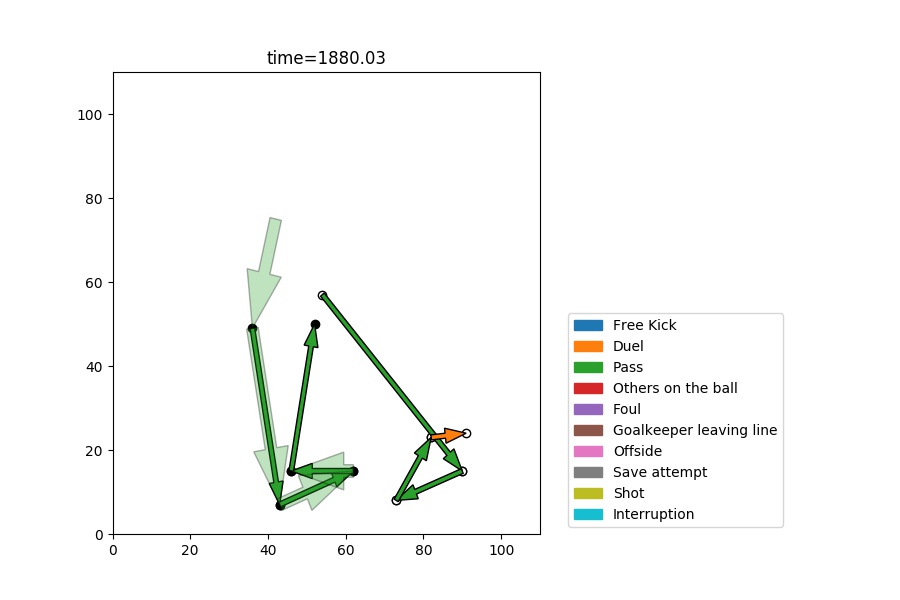 time=1880.03
100
80
60
40
20
0
0 20 40 60 80 100
Free Kick
Duel
Pass
Others on the ball
Foul
Goalkeeper leaving line
Offside
Save attempt
Shot
Interruption